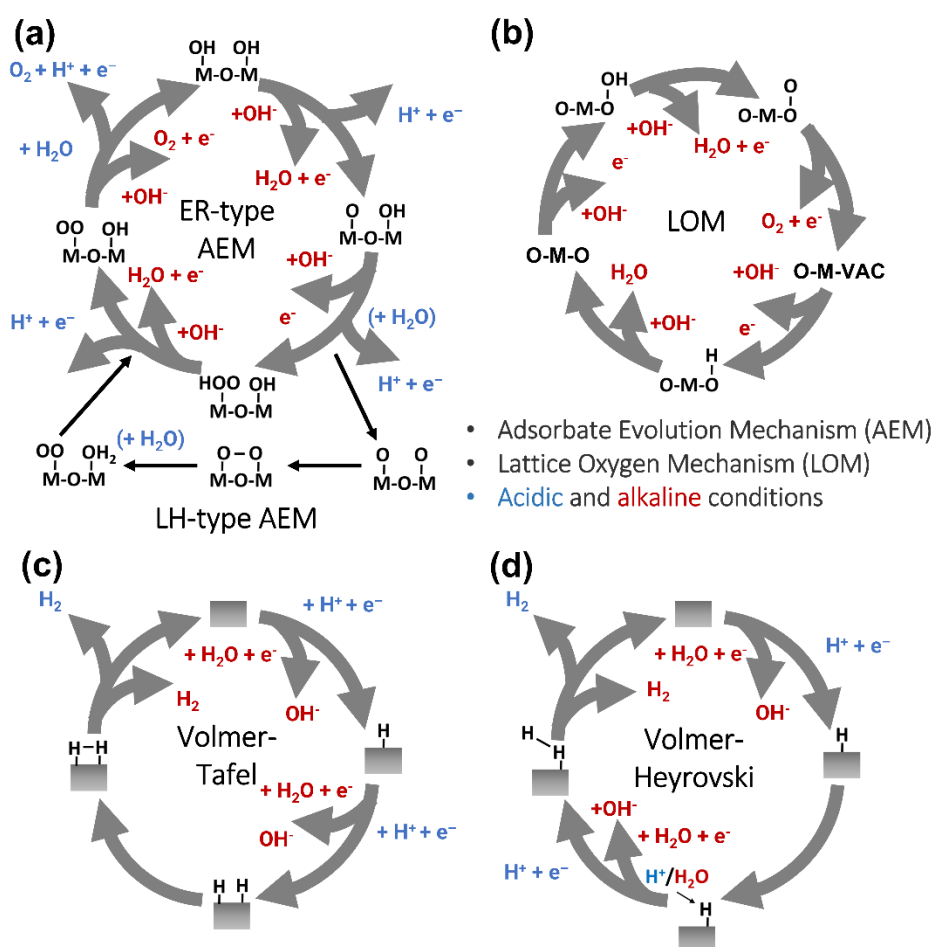 (a)
OH OH
M-O-M
O₂ + H⁺ + e⁻
+OH⁻
H⁺ + e⁻
+ H₂O
O₂ + e⁻
H₂O + e⁻
+OH⁻
ER-type
AEM
OO OH
M-O-M
O OH
M-O-M
H₂O + e⁻
+OH⁻
H⁺ + e⁻
+OH⁻
e⁻
(+ H₂O)
HOO OH
M-O-M
H⁺ + e⁻
OO OH₂
M-O-M
(+ H₂O)
O-O
M-O-M
O O
M-O-M
LH-type AEM
(b)
OH
O-M-O
O
O-M-O
+OH⁻
H₂O + e⁻
e⁻
+OH⁻
LOM
O₂ + e⁻
O-M-O
H₂O
+OH⁻
O-M-VAC
+OH⁻
e⁻
H
O-M-O
• Adsorbate Evolution Mechanism (AEM)
• Lattice Oxygen Mechanism (LOM)
• Acidic and alkaline conditions
(c)
H₂
+ H⁺ + e⁻
+ H₂O + e⁻
H₂
OH⁻
Volmer-
Tafel
H-H
H
+ H₂O + e⁻
OH⁻
+ H⁺ + e⁻
H H
(d)
H₂
H⁺ + e⁻
+ H₂O + e⁻
H₂
OH⁻
Volmer-
Heyrovski
H
H
H
+OH⁻
+ H₂O + e⁻
H⁺ + e⁻
H⁺/H₂O
H